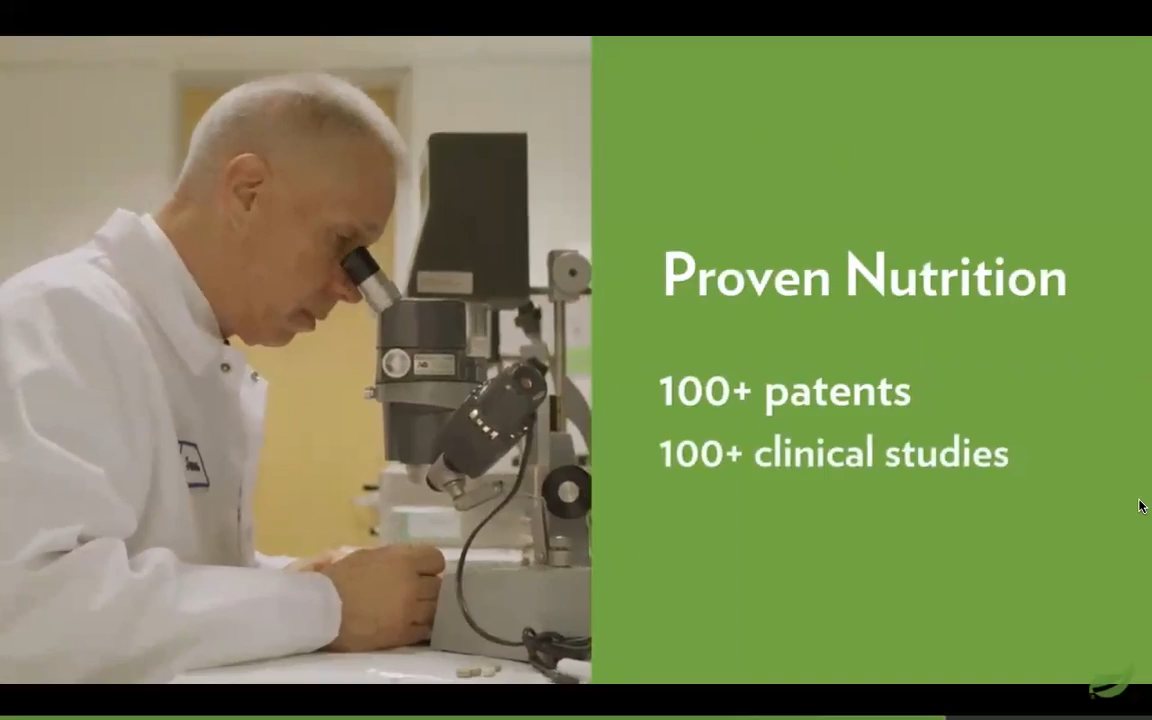 Proven Nutrition
100+ patents
100+ clinical studies